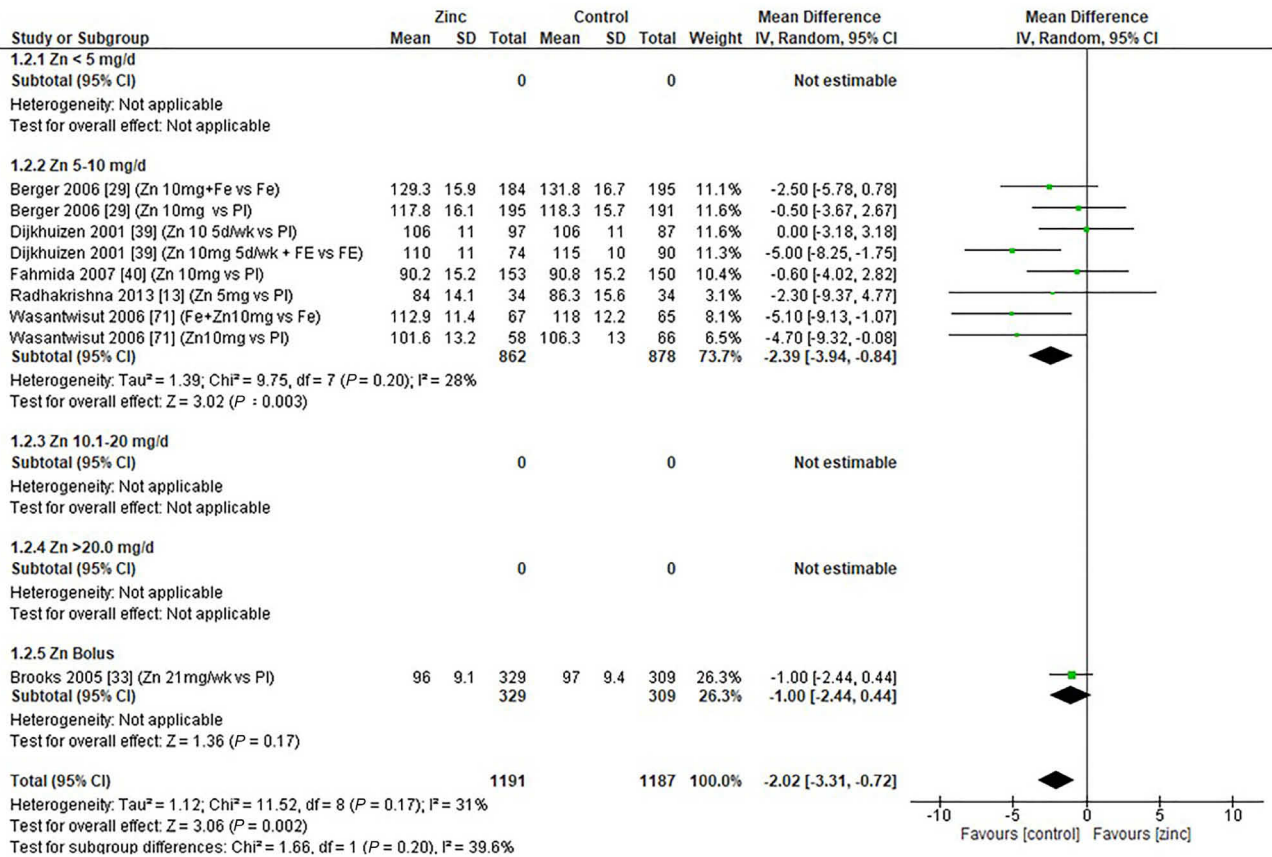 Zinc Control Mean Difference Mean Difference
Study or Subgroup Mean SD Total Mean SD Total Weight IV, Random, 95% CI IV, Random, 95% CI
1.2.1 Zn < 5 mg/d
Subtotal (95% CI) 0 0 Not estimable
Heterogeneity: Not applicable
Test for overall effect: Not applicable
1.2.2 Zn 5-10 mg/d
Berger 2006 [29] (Zn 10mg+Fe vs Fe) 129.3 15.9 184 131.8 16.7 195 11.1% -2.50 [-5.78, 0.78]
Berger 2006 [29] (Zn 10mg vs Pl) 117.8 16.1 195 118.3 15.7 191 11.6% -0.50 [-3.67, 2.67]
Dijkhuizen 2001 [39] (Zn 10 5d/wk vs Pl) 106 11 97 106 11 87 11.6% 0.00 [-3.18, 3.18]
Dijkhuizen 2001 [39] (Zn 10mg 5d/wk + FE vs FE) 110 11 74 115 10 90 11.3% -5.00 [-8.25, -1.75]
Fahmida 2007 [40] (Zn 10mg vs Pl) 90.2 15.2 153 90.8 15.2 150 10.4% -0.60 [-4.02, 2.82]
Radhakrishna 2013 [13] (Zn 5mg vs Pl) 84 14.1 34 86.3 15.6 34 3.1% -2.30 [-9.37, 4.77]
Wasantwisut 2006 [71] (Fe+Zn10mg vs Fe) 112.9 11.4 67 118 12.2 65 8.1% -5.10 [-9.13, -1.07]
Wasantwisut 2006 [71] (Zn10mg vs Pl) 101.6 13.2 58 106.3 13 66 6.5% -4.70 [-9.32, -0.08]
Subtotal (95% CI) 862 878 73.7% -2.39 [-3.94, -0.84]
Heterogeneity: Tau² = 1.39; Chi² = 9.75, df = 7 (P = 0.20); I² = 28%
Test for overall effect: Z = 3.02 (P = 0.003)
1.2.3 Zn 10.1-20 mg/d
Subtotal (95% CI) 0 0 Not estimable
Heterogeneity: Not applicable
Test for overall effect: Not applicable
1.2.4 Zn >20.0 mg/d
Subtotal (95% CI) 0 0 Not estimable
Heterogeneity: Not applicable
Test for overall effect: Not applicable
1.2.5 Zn Bolus
Brooks 2005 [33] (Zn 21mg/wk vs Pl) 96 9.1 329 97 9.4 309 26.3% -1.00 [-2.44, 0.44]
Subtotal (95% CI) 329 309 26.3% -1.00 [-2.44, 0.44]
Heterogeneity: Not applicable
Test for overall effect: Z = 1.36 (P = 0.17)
Total (95% CI) 1191 1187 100.0% -2.02 [-3.31, -0.72]
Heterogeneity: Tau² = 1.12; Chi² = 11.52, df = 8 (P = 0.17); I² = 31%
Test for overall effect: Z = 3.06 (P = 0.002)
Test for subgroup differences: Chi² = 1.66, df = 1 (P = 0.20), I² = 39.6%
-10 -5 0 5 10
Favours [control] Favours [zinc]